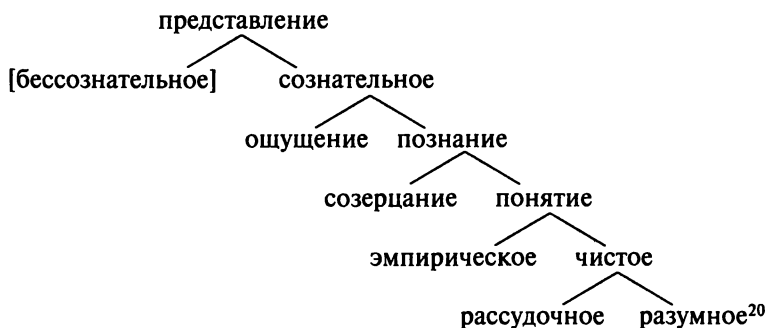 представление
[бессознательное] сознательное
ощущение познание
созерцание понятие
эмпирическое чистое
рассудочное разумное20